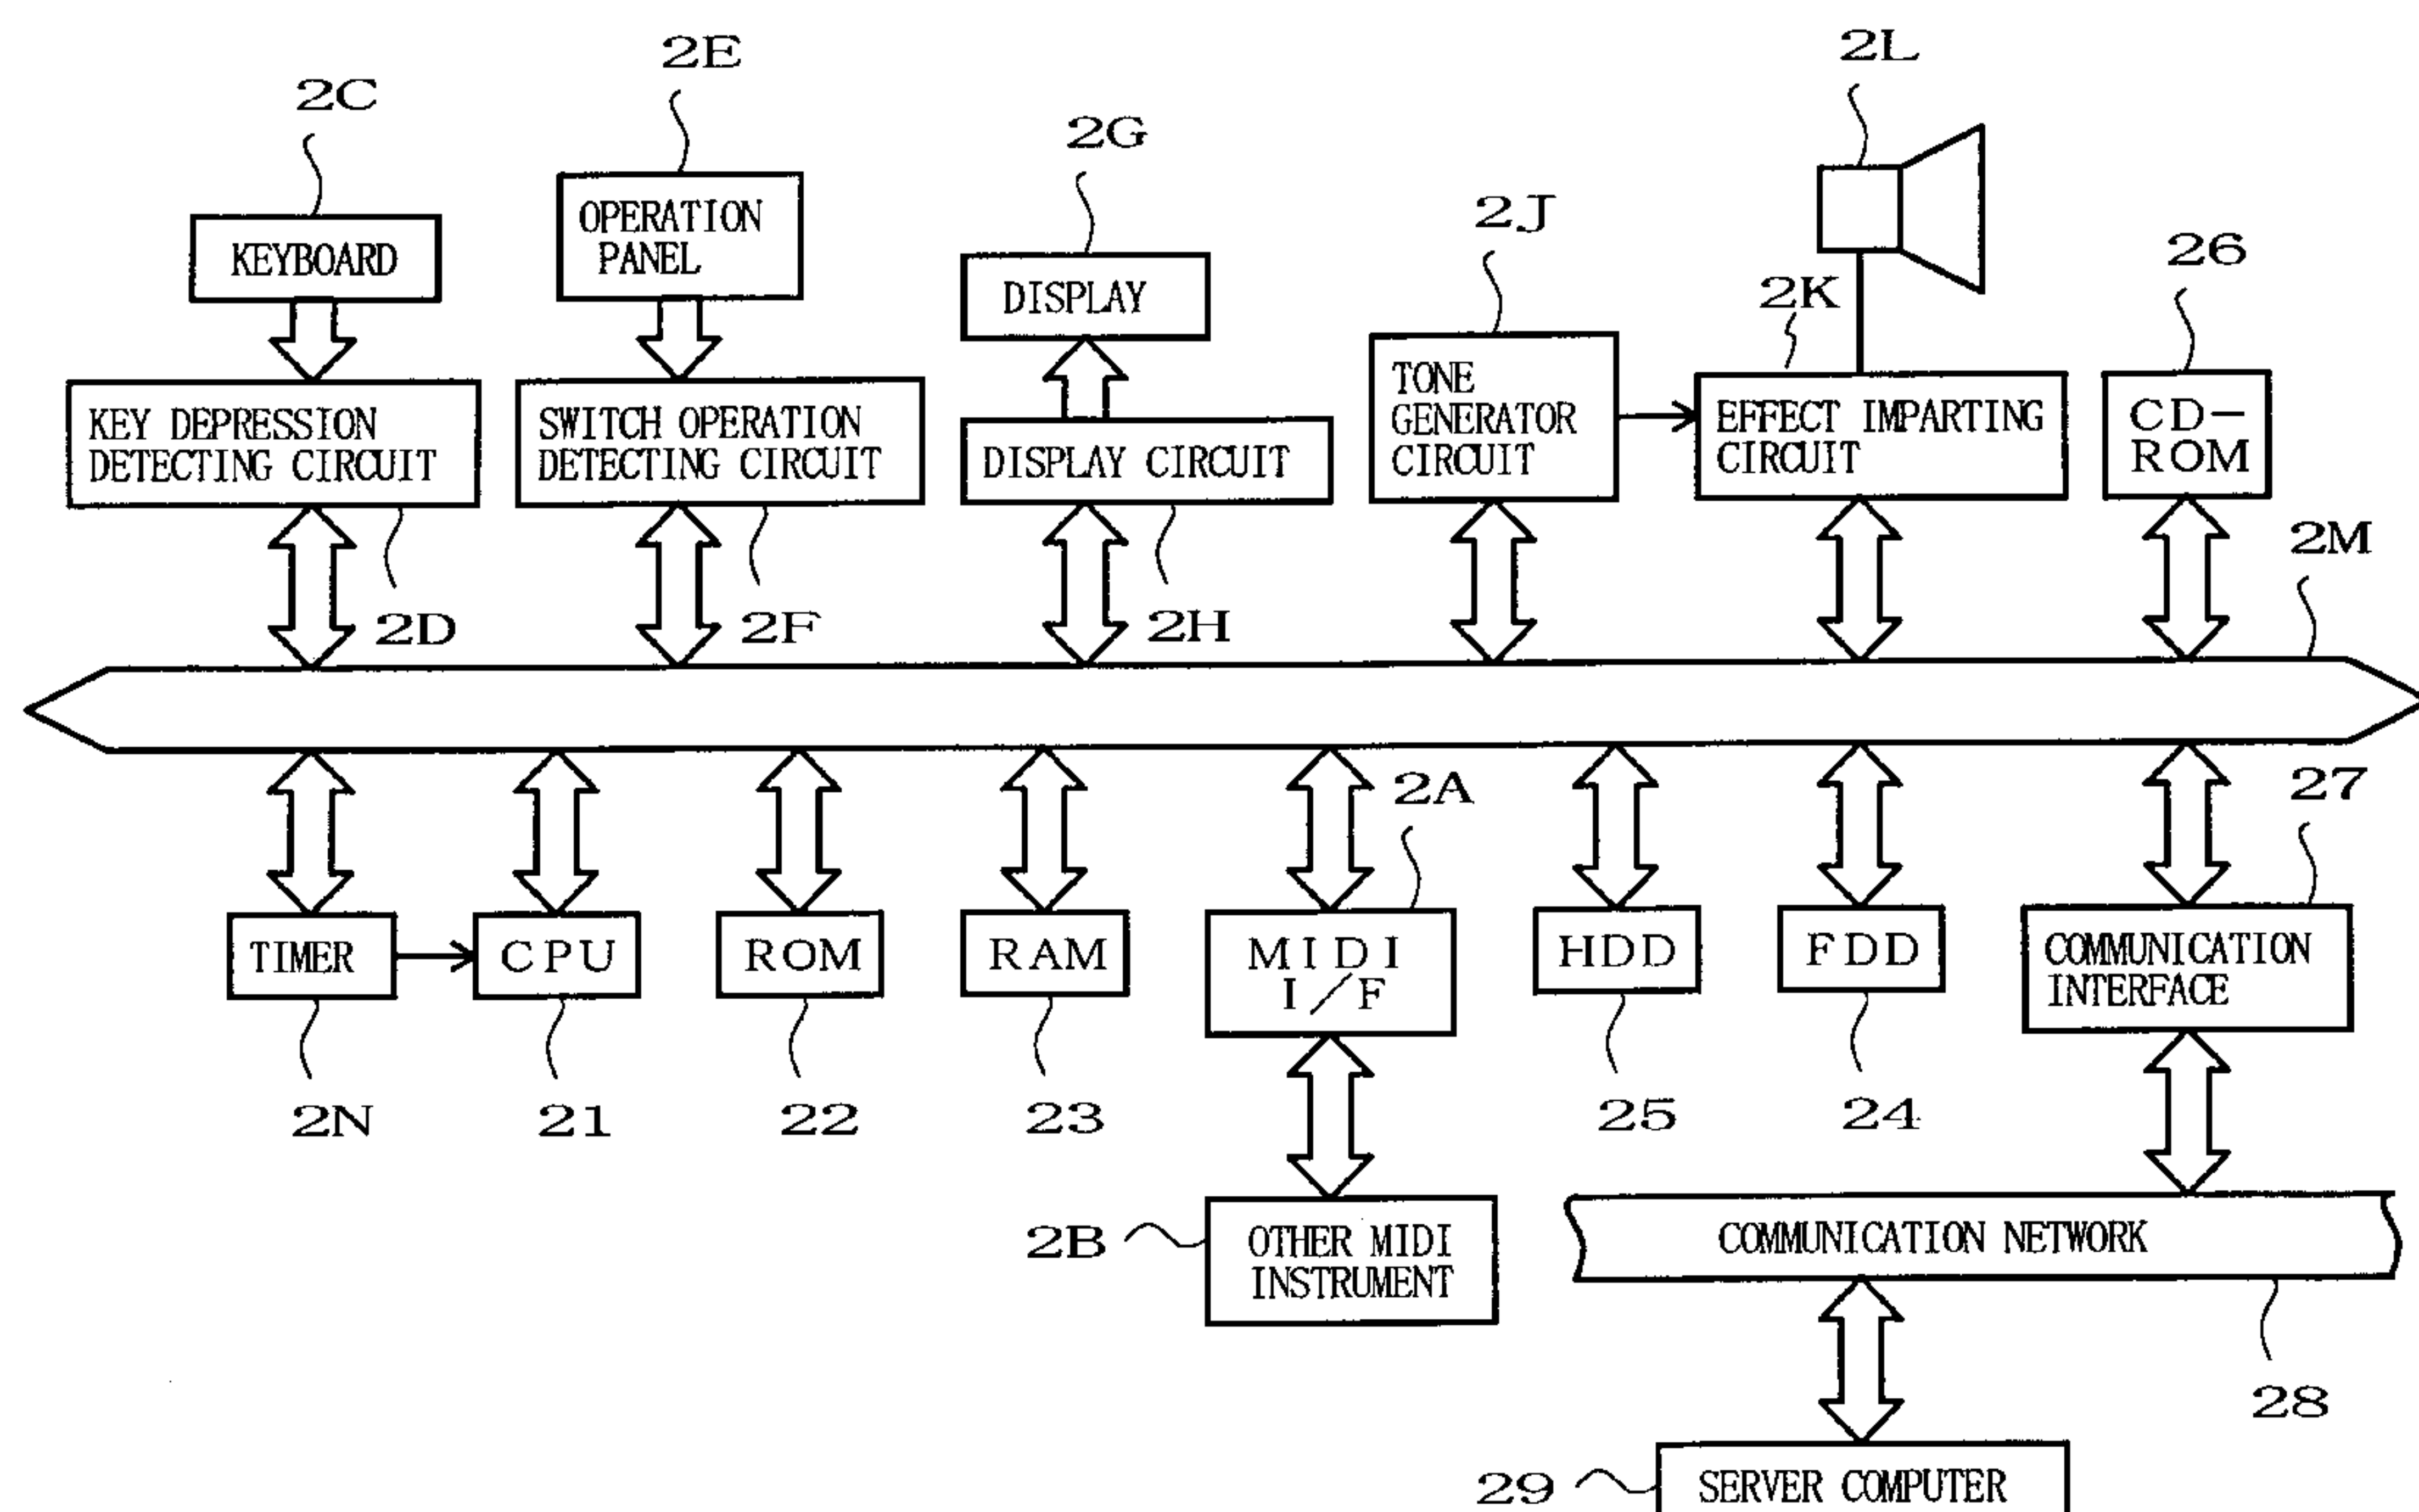 2C
2E
2G
2L
KEYBOARD
OPERATION
PANEL
DISPLAY
2J
2K
26
KEY DEPRESSION
DETECTING CIRCUIT
SWITCH OPERATION
DETECTING CIRCUIT
DISPLAY CIRCUIT
TONE
GENERATOR
CIRCUIT
EFFECT IMPARTING
CIRCUIT
CD-
ROM
2D
2F
2H
2M
2A
27
TIMER
CPU
ROM
RAM
MIDI
I/F
HDD
FDD
COMMUNICATION
INTERFACE
2N
21
22
23
25
24
2B
OTHER MIDI
INSTRUMENT
COMMUNICATION NETWORK
28
29
SERVER COMPUTER